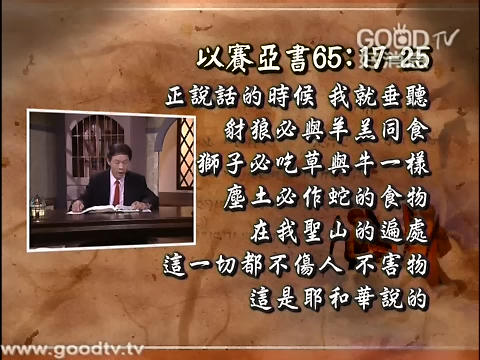 GOODTV
以賽亞書65:17-25
正說話的時候 我就垂聽
豺狼必與羊羔同食
獅子必吃草與牛一樣
塵土必作蛇的食物
在我聖山的遍處
這一切都不傷人 不害物
這是耶和華說的
www.goodtv.tv